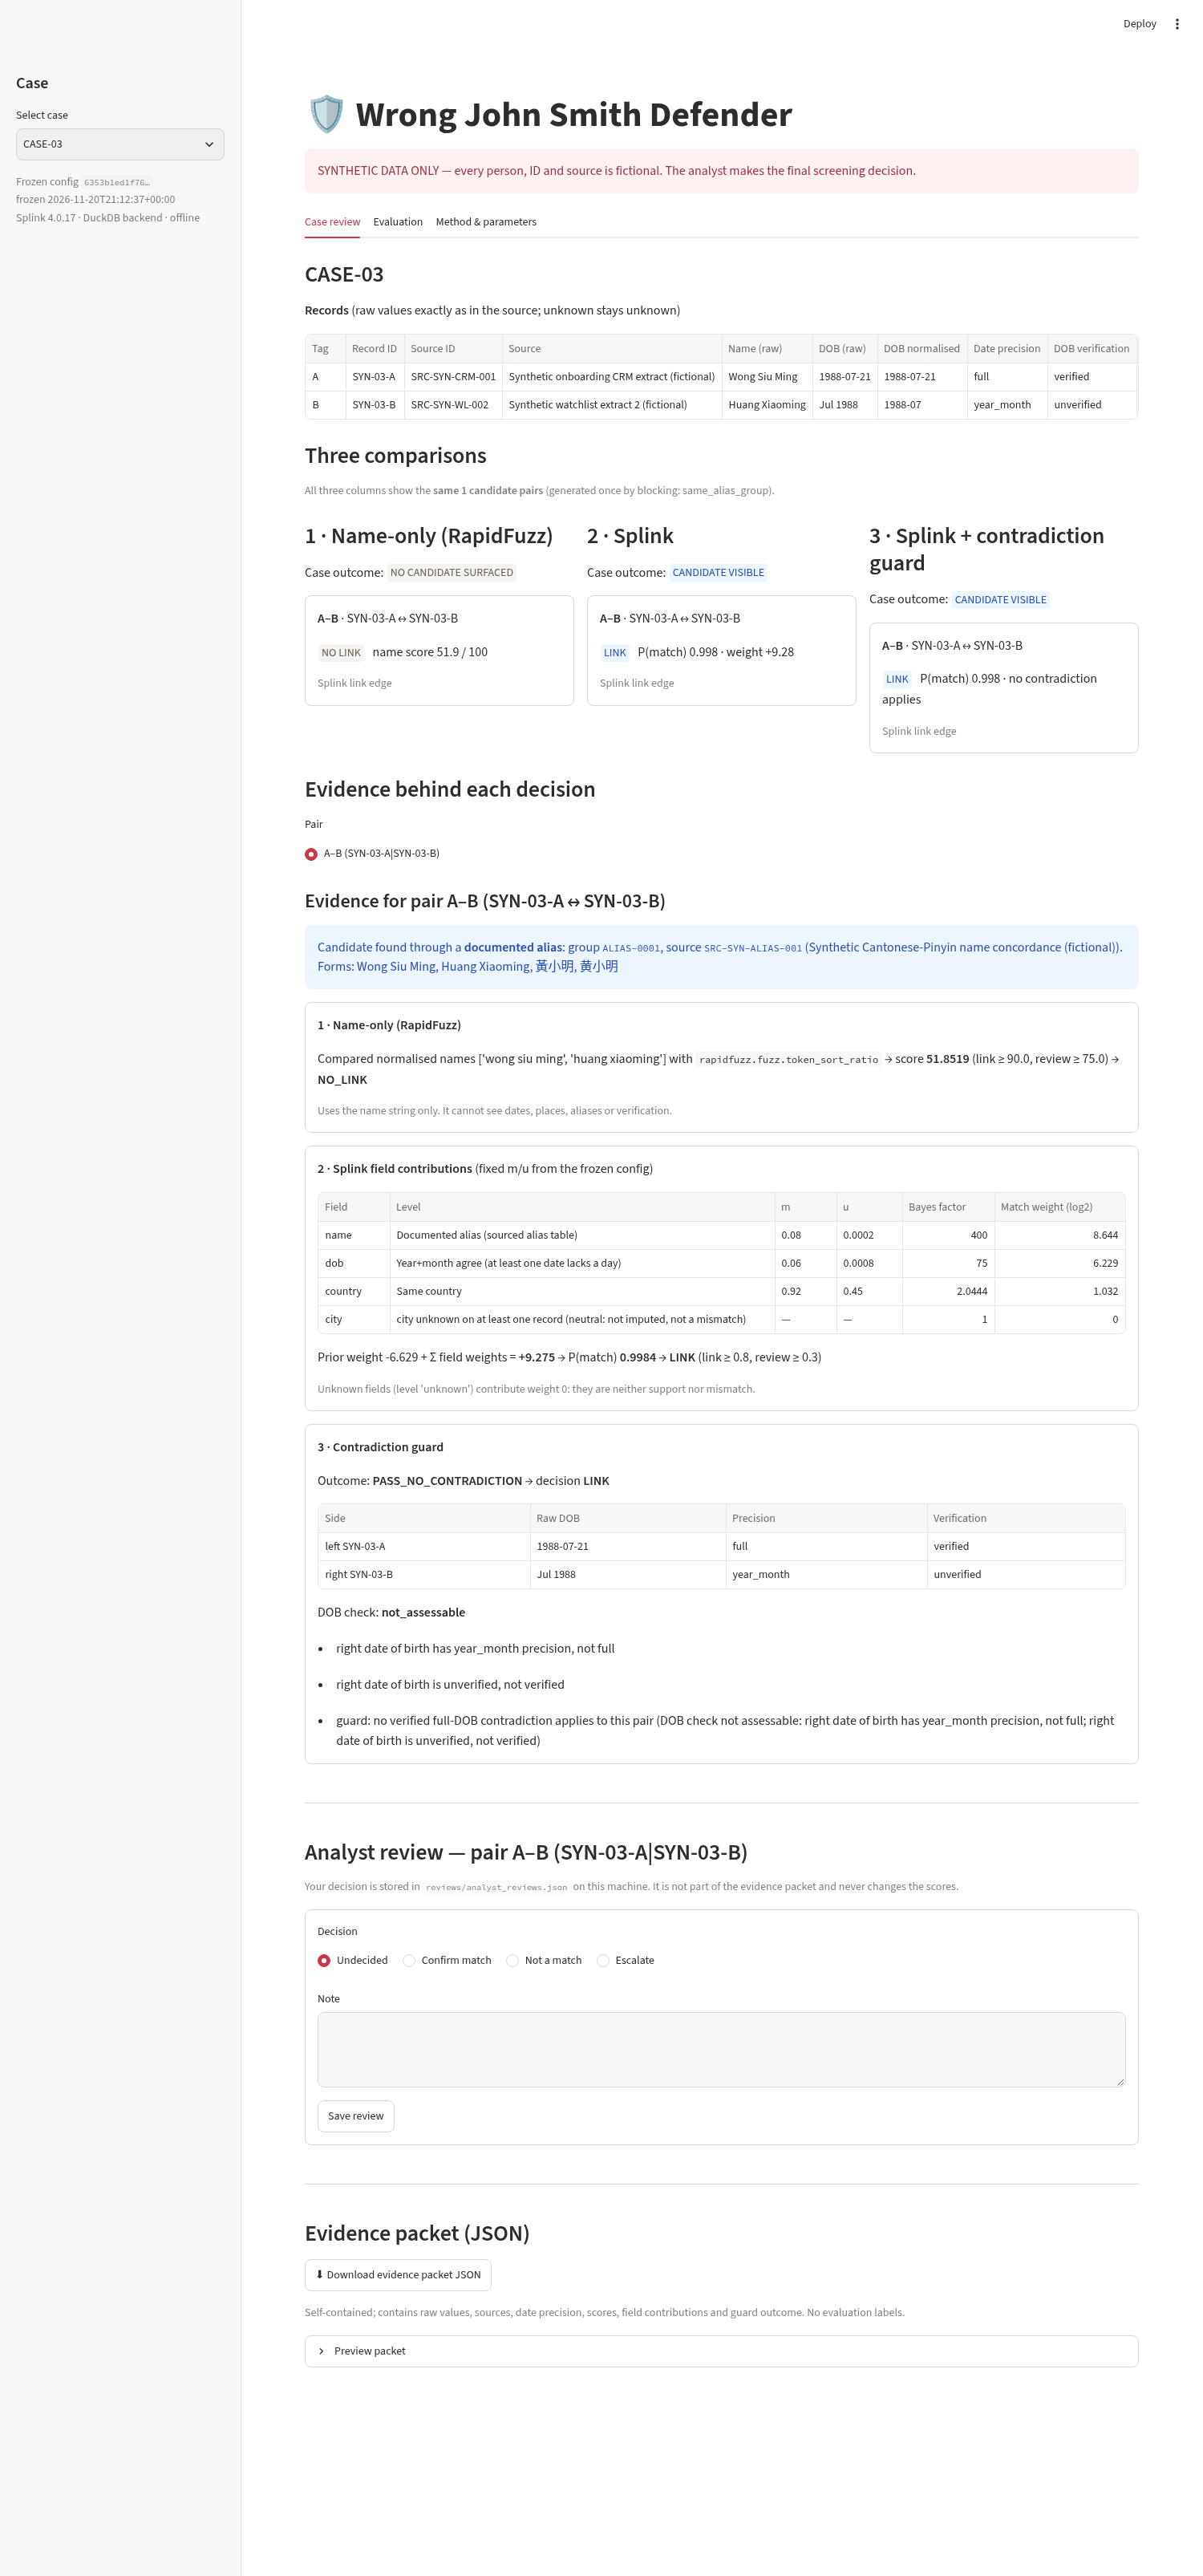 Deploy
Case
Select case
CASE-03
Frozen config 6353b1ed1f76…
frozen 2026-11-20T21:12:37+00:00
Splink 4.0.17 · DuckDB backend · offline
🛡️ Wrong John Smith Defender
SYNTHETIC DATA ONLY — every person, ID and source is fictional. The analyst makes the final screening decision.
Case review Evaluation Method & parameters
CASE-03
Records (raw values exactly as in the source; unknown stays unknown)
Tag Record ID Source ID Source Name (raw) DOB (raw) DOB normalised Date precision DOB verification
A SYN-03-A SRC-SYN-CRM-001 Synthetic onboarding CRM extract (fictional) Wong Siu Ming 1988-07-21 1988-07-21 full verified
B SYN-03-B SRC-SYN-WL-002 Synthetic watchlist extract 2 (fictional) Huang Xiaoming Jul 1988 1988-07 year_month unverified
Three comparisons
All three columns show the same 1 candidate pairs (generated once by blocking: same_alias_group).
1 · Name-only (RapidFuzz)
Case outcome: NO CANDIDATE SURFACED
A–B · SYN-03-A ↔ SYN-03-B
NO LINK name score 51.9 / 100
Splink link edge
2 · Splink
Case outcome: CANDIDATE VISIBLE
A–B · SYN-03-A ↔ SYN-03-B
LINK P(match) 0.998 · weight +9.28
Splink link edge
3 · Splink + contradiction
guard
Case outcome: CANDIDATE VISIBLE
A–B · SYN-03-A ↔ SYN-03-B
LINK P(match) 0.998 · no contradiction
applies
Splink link edge
Evidence behind each decision
Pair
A–B (SYN-03-A|SYN-03-B)
Evidence for pair A–B (SYN-03-A ↔ SYN-03-B)
Candidate found through a documented alias: group ALIAS-0001, source SRC-SYN-ALIAS-001 (Synthetic Cantonese-Pinyin name concordance (fictional)).
Forms: Wong Siu Ming, Huang Xiaoming, 黃小明, 黄小明
1 · Name-only (RapidFuzz)
Compared normalised names ['wong siu ming', 'huang xiaoming'] with rapidfuzz.fuzz.token_sort_ratio → score 51.8519 (link ≥ 90.0, review ≥ 75.0) →
NO_LINK
Uses the name string only. It cannot see dates, places, aliases or verification.
2 · Splink field contributions (fixed m/u from the frozen config)
Field Level m u Bayes factor Match weight (log2)
name Documented alias (sourced alias table) 0.08 0.0002 400 8.644
dob Year+month agree (at least one date lacks a day) 0.06 0.0008 75 6.229
country Same country 0.92 0.45 2.0444 1.032
city city unknown on at least one record (neutral: not imputed, not a mismatch) — — 1 0
Prior weight -6.629 + Σ field weights = +9.275 → P(match) 0.9984 → LINK (link ≥ 0.8, review ≥ 0.3)
Unknown fields (level 'unknown') contribute weight 0: they are neither support nor mismatch.
3 · Contradiction guard
Outcome: PASS_NO_CONTRADICTION → decision LINK
Side Raw DOB Precision Verification
left SYN-03-A 1988-07-21 full verified
right SYN-03-B Jul 1988 year_month unverified
DOB check: not_assessable
• right date of birth has year_month precision, not full
• right date of birth is unverified, not verified
• guard: no verified full-DOB contradiction applies to this pair (DOB check not assessable: right date of birth has year_month precision, not full; right
date of birth is unverified, not verified)
Analyst review — pair A–B (SYN-03-A|SYN-03-B)
Your decision is stored in reviews/analyst_reviews.json on this machine. It is not part of the evidence packet and never changes the scores.
Decision
Undecided Confirm match Not a match Escalate
Note
Save review
Evidence packet (JSON)
⬇ Download evidence packet JSON
Self-contained; contains raw values, sources, date precision, scores, field contributions and guard outcome. No evaluation labels.
Preview packet